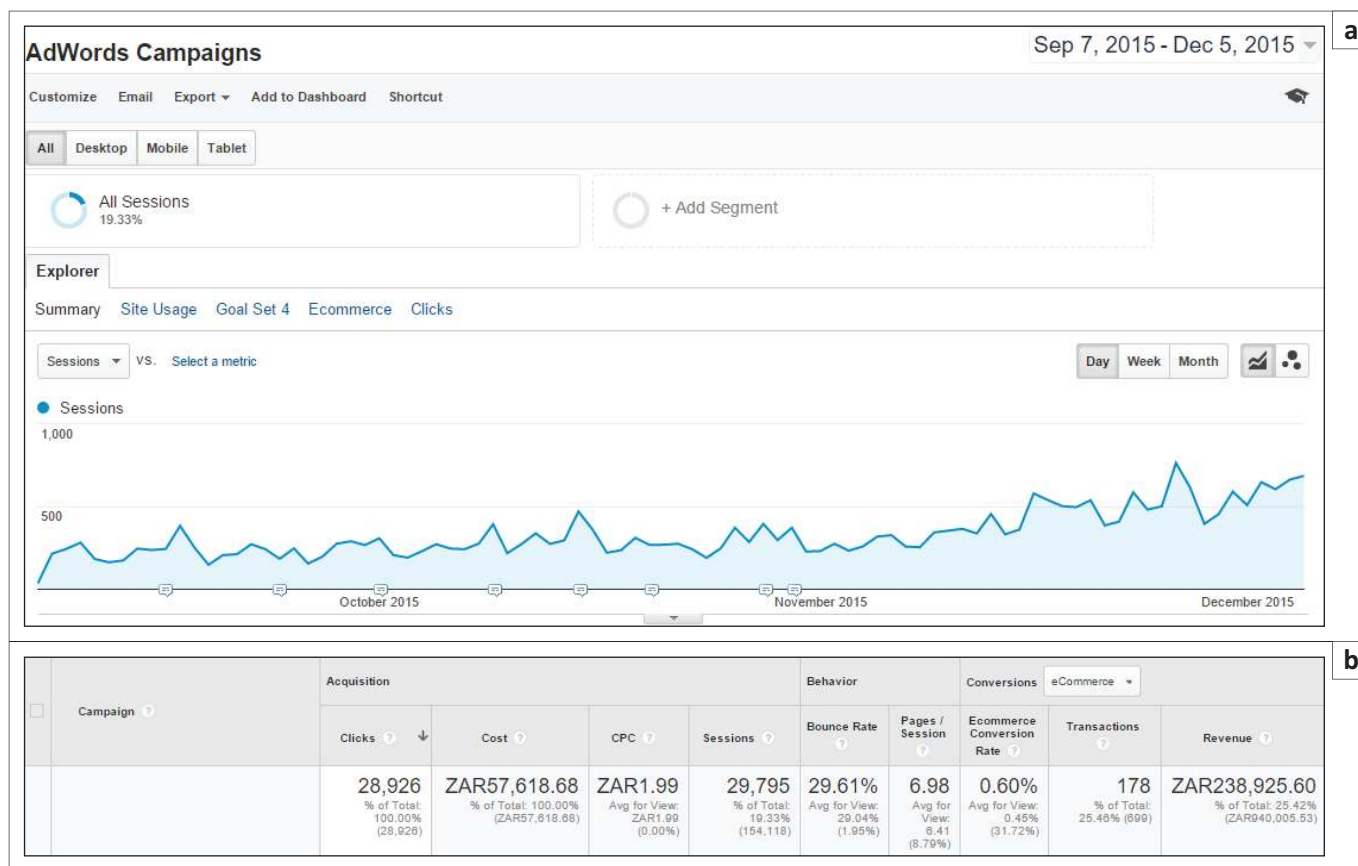 a
AdWords Campaigns
Sep 7, 2015 - Dec 5, 2015
Customize Email Export Add to Dashboard Shortcut
All Desktop Mobile Tablet
All Sessions
19.33%
+ Add Segment
Explorer
Summary Site Usage Goal Set 4 Ecommerce Clicks
Sessions VS. Select a metric
Day Week Month
Sessions
1,000
500
October 2015 November 2015 December 2015
b
Campaign ?
Acquisition
Behavior
Conversions eCommerce
Clicks ?
Cost ?
CPC ?
Sessions ?
Bounce Rate
?
Pages /
Session
?
Ecommerce
Conversion
Rate ?
Transactions
?
Revenue ?
28,926
% of Total:
100.00%
(28,926)
ZAR57,618.68
% of Total: 100.00%
(ZAR57,618.68)
ZAR1.99
Avg for View:
ZAR1.99
(0.00%)
29,795
% of Total:
19.33%
(154,118)
29.61%
Avg for View:
29.04%
(1.95%)
6.98
Avg for
View:
6.41
(8.79%)
0.60%
Avg for View:
0.45%
(31.72%)
178
% of Total:
25.46% (699)
ZAR238,925.60
% of Total: 25.42%
(ZAR940,005.53)